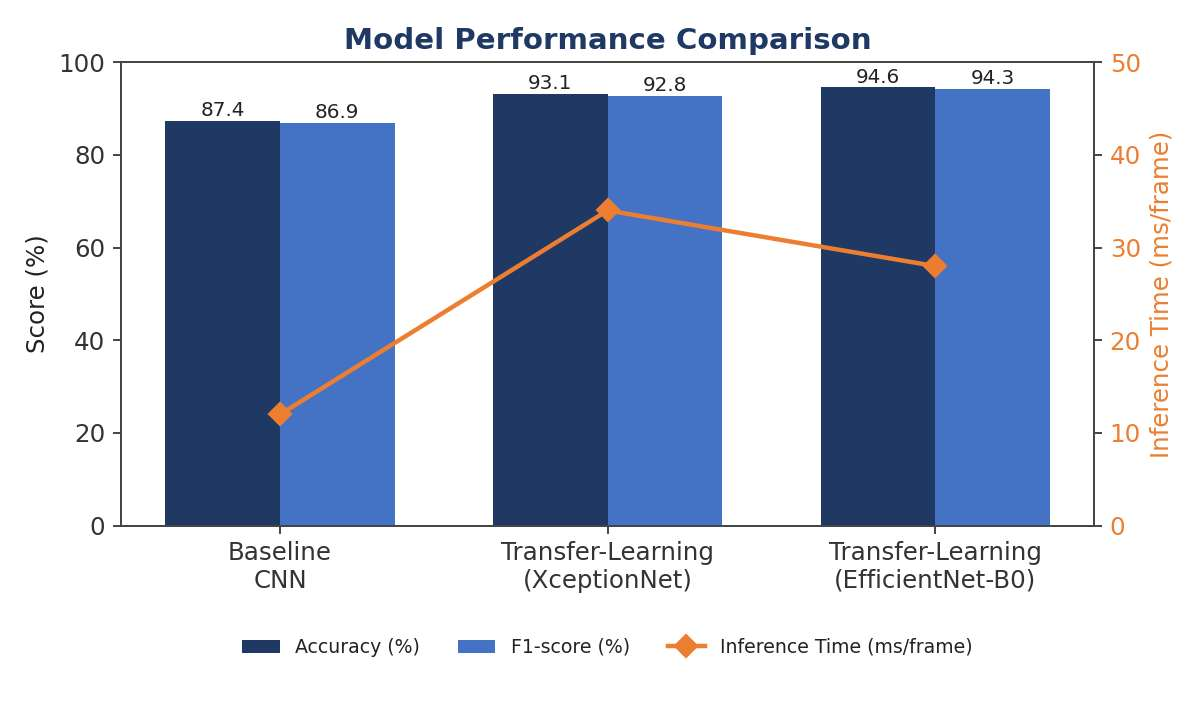 Model Performance Comparison
100
80
60
40
20
0
Score (%)
87.4
86.9
93.1
92.8
94.6
94.3
50
40
30
20
10
0
Inference Time (ms/frame)
Baseline
CNN
Transfer-Learning
(XceptionNet)
Transfer-Learning
(EfficientNet-B0)
Accuracy (%)
F1-score (%)
Inference Time (ms/frame)